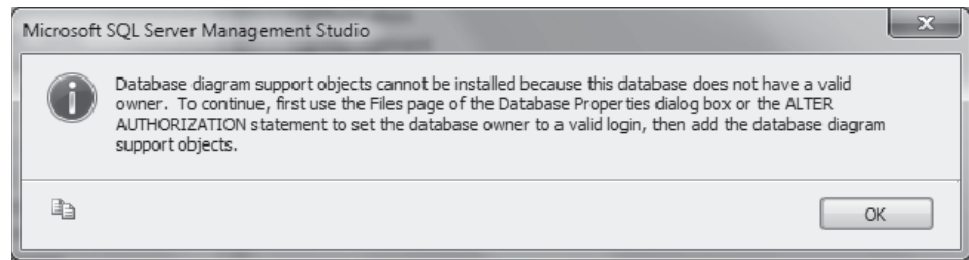 Microsoft SQL Server Management Studio
Database diagram support objects cannot be installed because this database does not have a valid
owner. To continue, first use the Files page of the Database Properties dialog box or the ALTER
AUTHORIZATION statement to set the database owner to a valid login, then add the database diagram
support objects.
OK